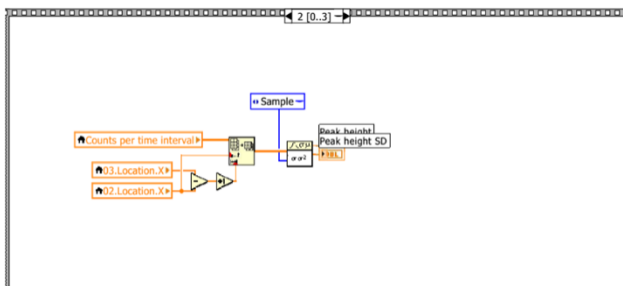 2 [0..3]
Sample
Peak height
Peak height SD
Counts per time interval
03.Location.X
02.Location.X